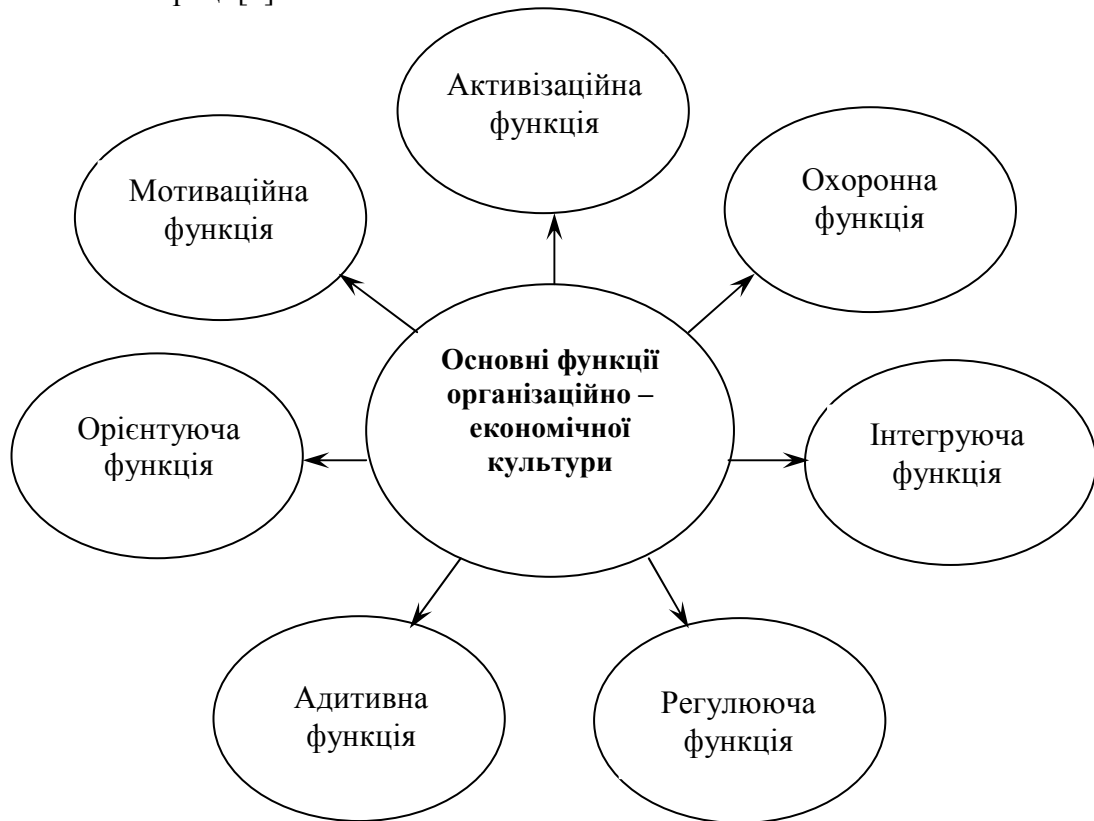 Активізаційна
функція
Мотиваційна
функція
Охоронна
функція
Основні функції
організаційно –
економічної
культури
Орієнтуюча
функція
Інтегруюча
функція
Адитивна
функція
Регулююча
функція